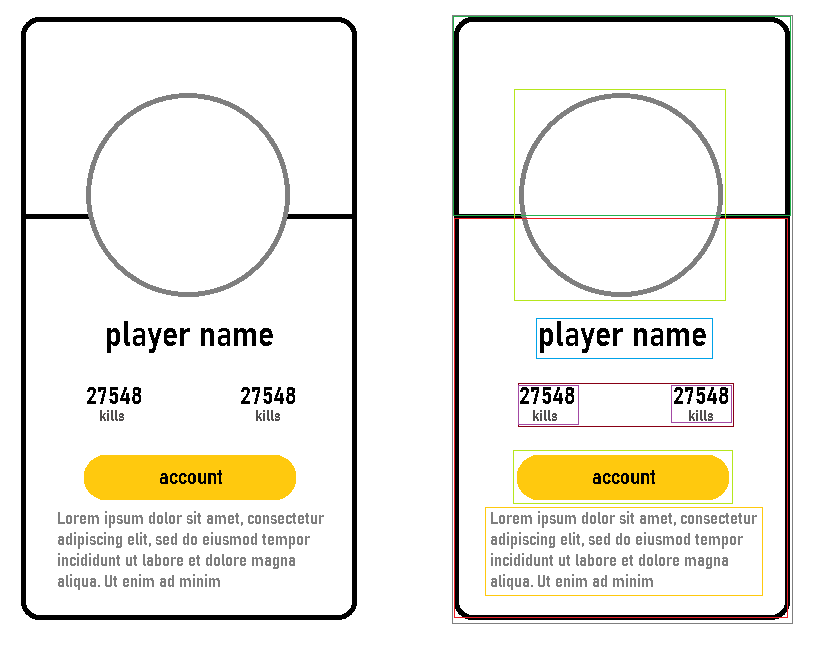 player name
27548
kills
27548
kills
account
Lorem ipsum dolor sit amet, consectetur
adipiscing elit, sed do eiusmod tempor
incididunt ut labore et dolore magna
aliqua. Ut enim ad minim
player name
27548
kills
27548
kills
account
Lorem ipsum dolor sit amet, consectetur
adipiscing elit, sed do eiusmod tempor
incididunt ut labore et dolore magna
aliqua. Ut enim ad minim